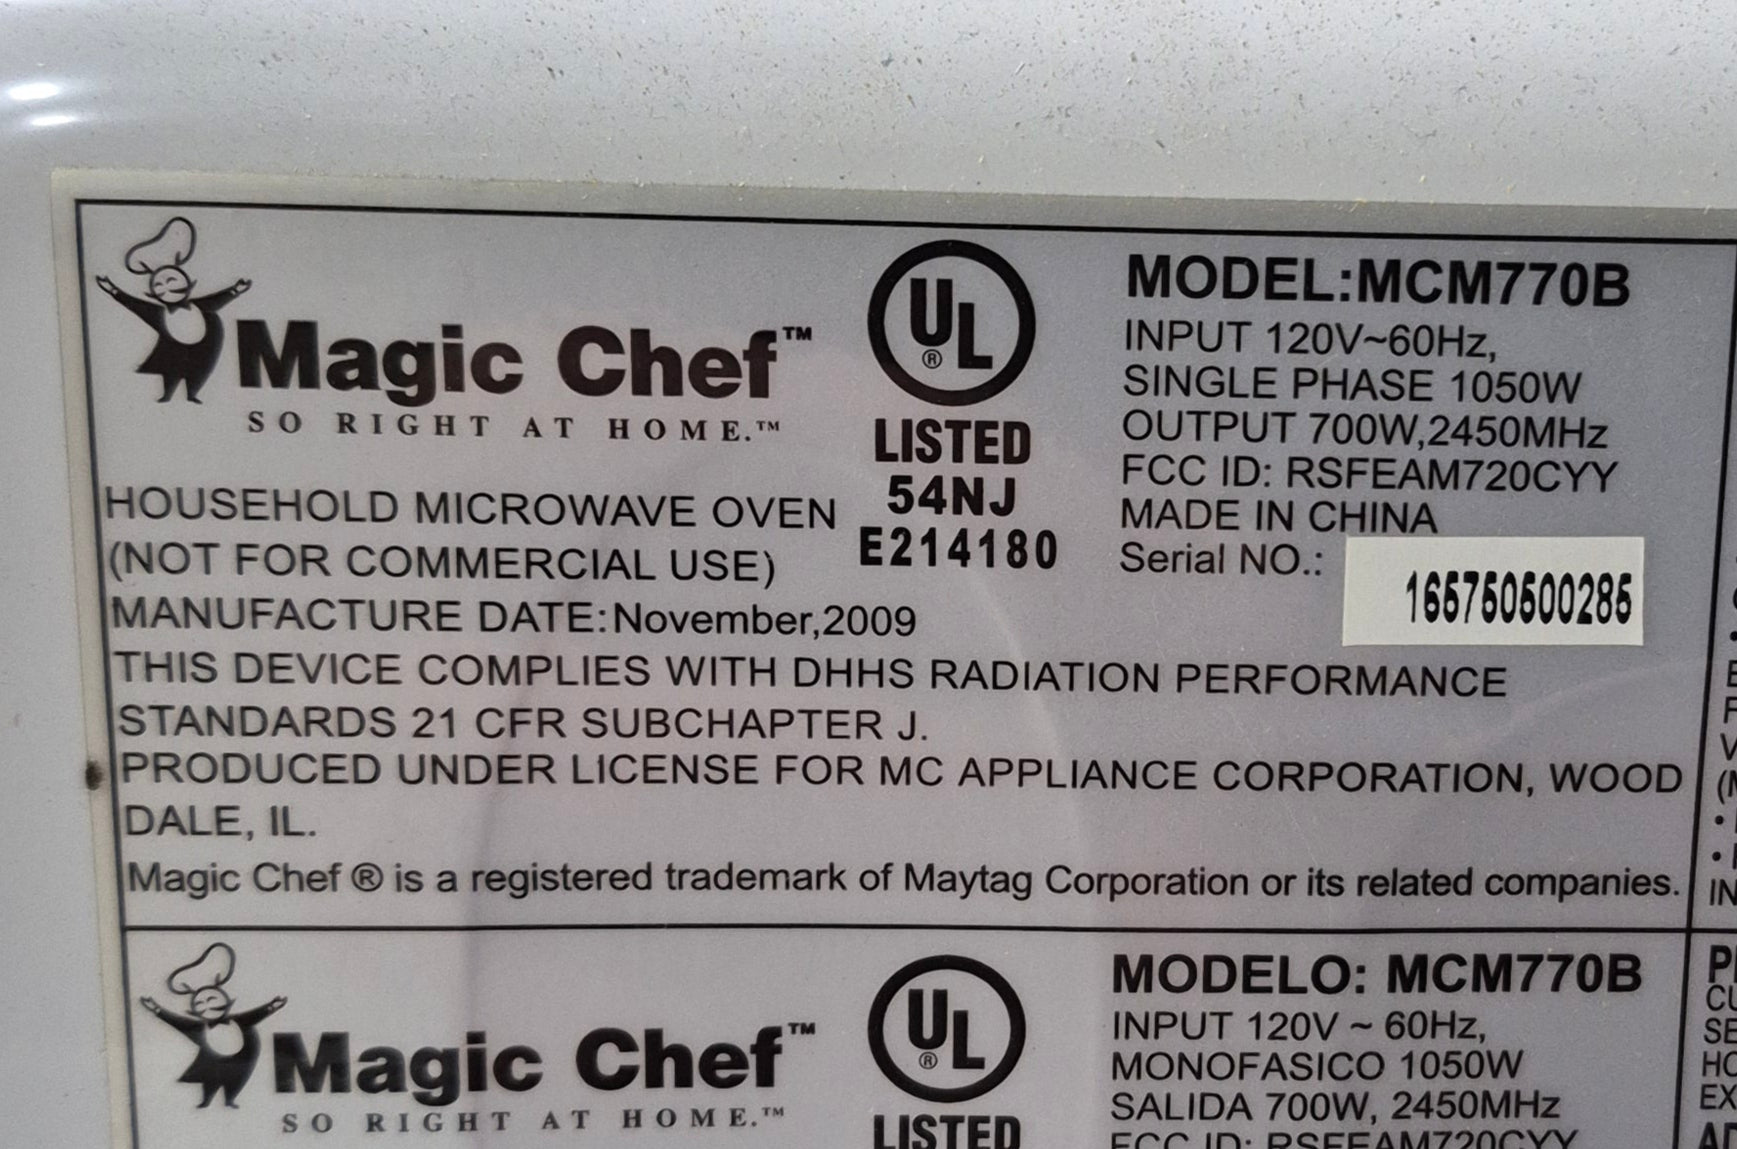 Magic Chef™
SO RIGHT AT HOME.™
UL
®
LISTED
54NJ
E214180
MODEL:MCM770B
INPUT 120V~60Hz,
SINGLE PHASE 1050W
OUTPUT 700W,2450MHz
FCC ID: RSFEAM720CYY
MADE IN CHINA
Serial NO.:
HOUSEHOLD MICROWAVE OVEN
(NOT FOR COMMERCIAL USE)
MANUFACTURE DATE:November,2009
THIS DEVICE COMPLIES WITH DHHS RADIATION PERFORMANCE
STANDARDS 21 CFR SUBCHAPTER J.
PRODUCED UNDER LICENSE FOR MC APPLIANCE CORPORATION, WOOD
DALE, IL.
Magic Chef ® is a registered trademark of Maytag Corporation or its related companies.
Magic Chef™
SO RIGHT AT HOME.™
UL
®
LISTED
MODELO: MCM770B
INPUT 120V ~ 60Hz,
MONOFASICO 1050W
SALIDA 700W, 2450MHz
FCC ID: RSFEAM720CYY